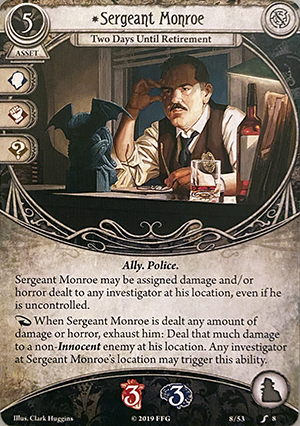 5
ASSET
*Sergeant Monroe
Two Days Until Retirement
Ally. Police.
Sergeant Monroe may be assigned damage and/or
horror dealt to any investigator at his location, even if he
is uncontrolled.
When Sergeant Monroe is dealt any amount of
damage or horror, exhaust him: Deal that much damage
to a non-Innocent enemy at his location. Any investigator
at Sergeant Monroe's location may trigger this ability.
3 3
Illus. Clark Huggins © 2019 FFG 8/53 8